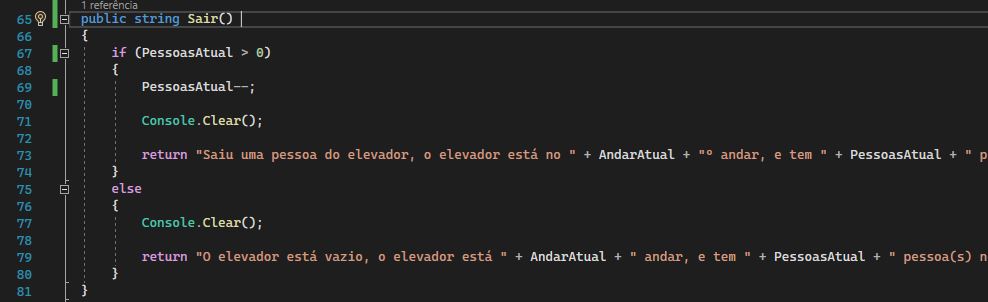 1 referência
65 public string Sair()
66 {
67 if (PessoasAtual > 0)
68 {
69 PessoasAtual--;
70
71 Console.Clear();
72
73 return "Saiu uma pessoa do elevador, o elevador está no " + AndarAtual + "º andar, e tem " + PessoasAtual + " p
74 }
75 else
76 {
77 Console.Clear();
78
79 return "O elevador está vazio, o elevador está " + AndarAtual + " andar, e tem " + PessoasAtual + " pessoa(s) n
80 }
81 }